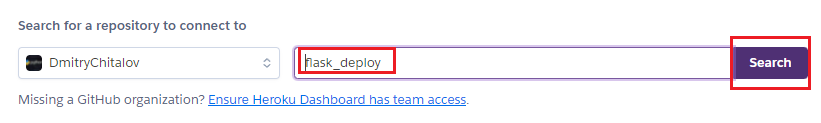 Search for a repository to connect to
DmitryChitalov flask_deploy Search
Missing a GitHub organization? Ensure Heroku Dashboard has team access.